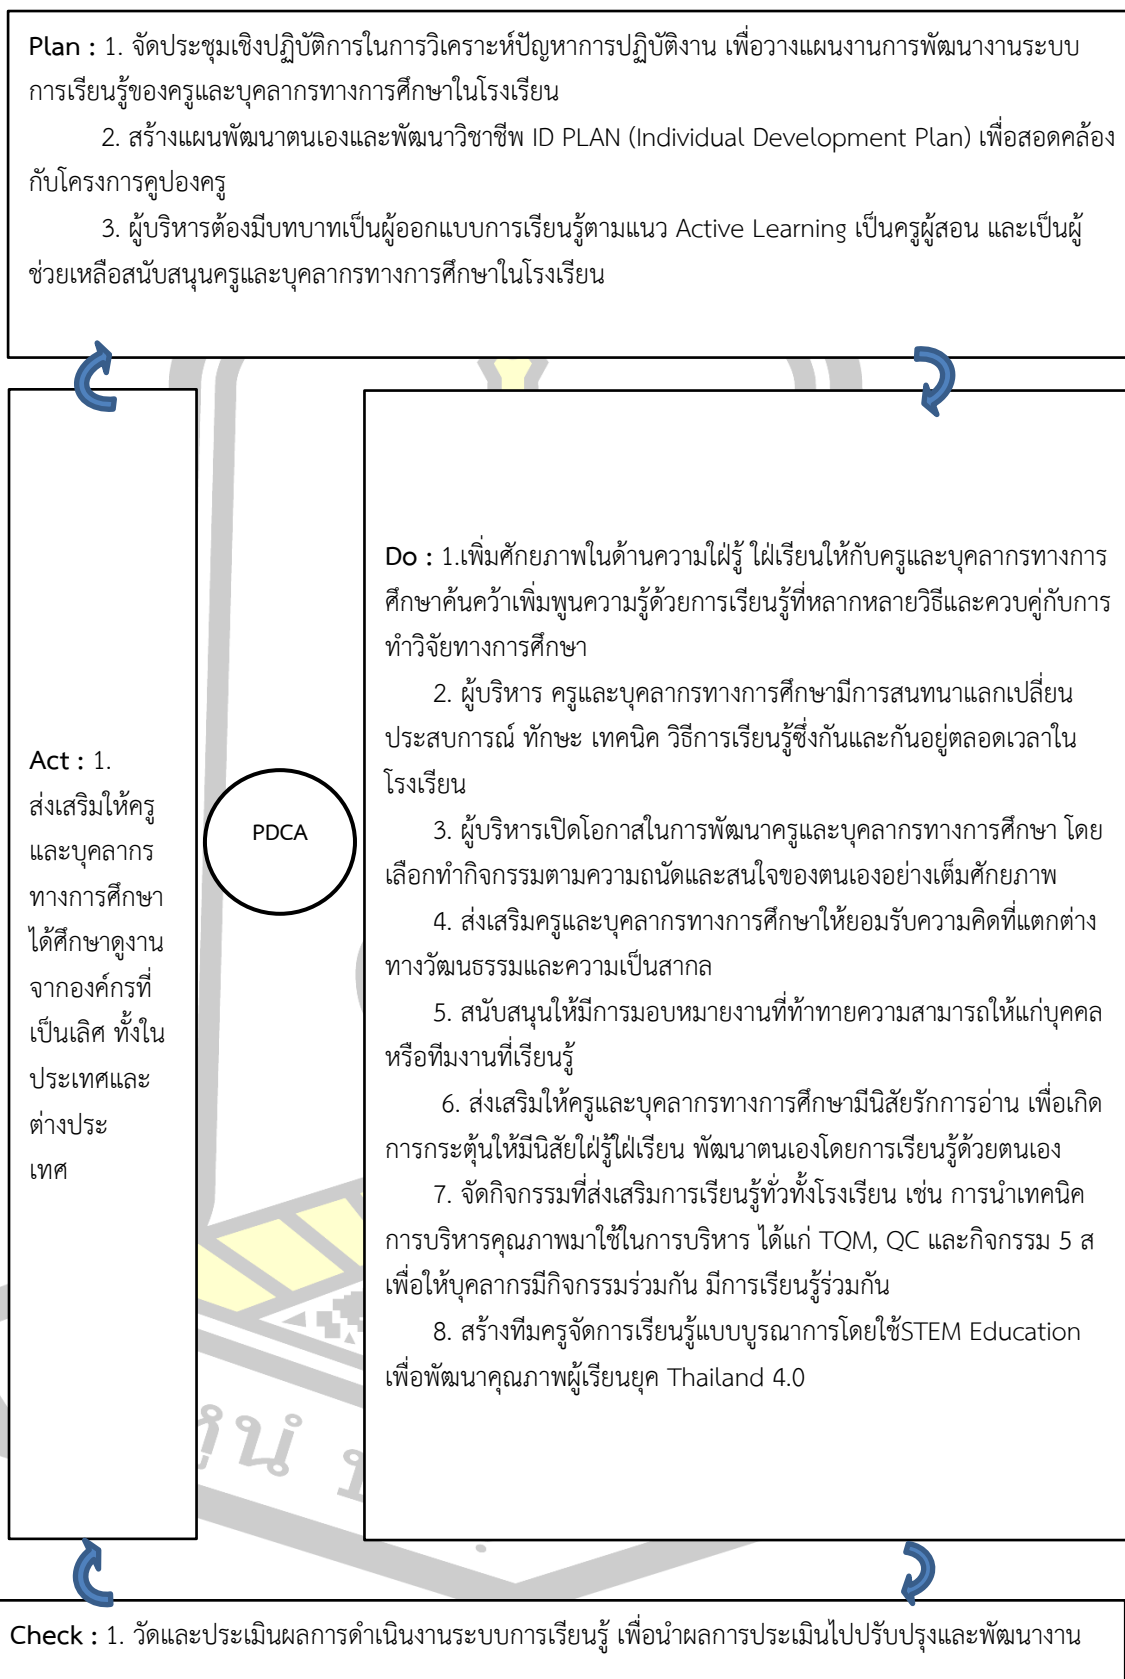 Plan : 1. จัดประชุมเชิงปฏิบัติการในการวิเคราะห์ปัญหาการปฏิบัติงาน เพื่อวางแผนงานการพัฒนางานระบบ
การเรียนรู้ของครูและบุคลากรทางการศึกษาในโรงเรียน
2. สร้างแผนพัฒนาตนเองและพัฒนาวิชาชีพ ID PLAN (Individual Development Plan) เพื่อสอดคล้อง
กับโครงการคูปองครู
3. ผู้บริหารต้องมีบทบาทเป็นผู้ออกแบบการเรียนรู้ตามแนว Active Learning เป็นครูผู้สอน และเป็นผู้
ช่วยเหลือสนับสนุนครูและบุคลากรทางการศึกษาในโรงเรียน
Act : 1.
ส่งเสริมให้ครู
และบุคลากร
ทางการศึกษา
ได้ศึกษาดูงาน
จากองค์กรที่
เป็นเลิศ ทั้งใน
ประเทศและ
ต่างประ
เทศ
PDCA
Do : 1.เพิ่มศักยภาพในด้านความใฝ่รู้ ใฝ่เรียนให้กับครูและบุคลากรทางการ
ศึกษาค้นคว้าเพิ่มพูนความรู้ด้วยการเรียนรู้ที่หลากหลายวิธีและควบคู่กับการ
ทำวิจัยทางการศึกษา
2. ผู้บริหาร ครูและบุคลากรทางการศึกษามีการสนทนาแลกเปลี่ยน
ประสบการณ์ ทักษะ เทคนิค วิธีการเรียนรู้ซึ่งกันและกันอยู่ตลอดเวลาใน
โรงเรียน
3. ผู้บริหารเปิดโอกาสในการพัฒนาครูและบุคลากรทางการศึกษา โดย
เลือกทำกิจกรรมตามความถนัดและสนใจของตนเองอย่างเต็มศักยภาพ
4. ส่งเสริมครูและบุคลากรทางการศึกษาให้ยอมรับความคิดที่แตกต่าง
ทางวัฒนธรรมและความเป็นสากล
5. สนับสนุนให้มีการมอบหมายงานที่ท้าทายความสามารถให้แก่บุคคล
หรือทีมงานที่เรียนรู้
6. ส่งเสริมให้ครูและบุคลากรทางการศึกษามีนิสัยรักการอ่าน เพื่อเกิด
การกระตุ้นให้มีนิสัยใฝ่รู้ใฝ่เรียน พัฒนาตนเองโดยการเรียนรู้ด้วยตนเอง
7. จัดกิจกรรมที่ส่งเสริมการเรียนรู้ทั่วทั้งโรงเรียน เช่น การนำเทคนิค
การบริหารคุณภาพมาใช้ในการบริหาร ได้แก่ TQM, QC และกิจกรรม 5 ส
เพื่อให้บุคลากรมีกิจกรรมร่วมกัน มีการเรียนรู้ร่วมกัน
8. สร้างทีมครูจัดการเรียนรู้แบบบูรณาการโดยใช้STEM Education
เพื่อพัฒนาคุณภาพผู้เรียนยุค Thailand 4.0
Check : 1. วัดและประเมินผลการดำเนินงานระบบการเรียนรู้ เพื่อนำผลการประเมินไปปรับปรุงและพัฒนางาน